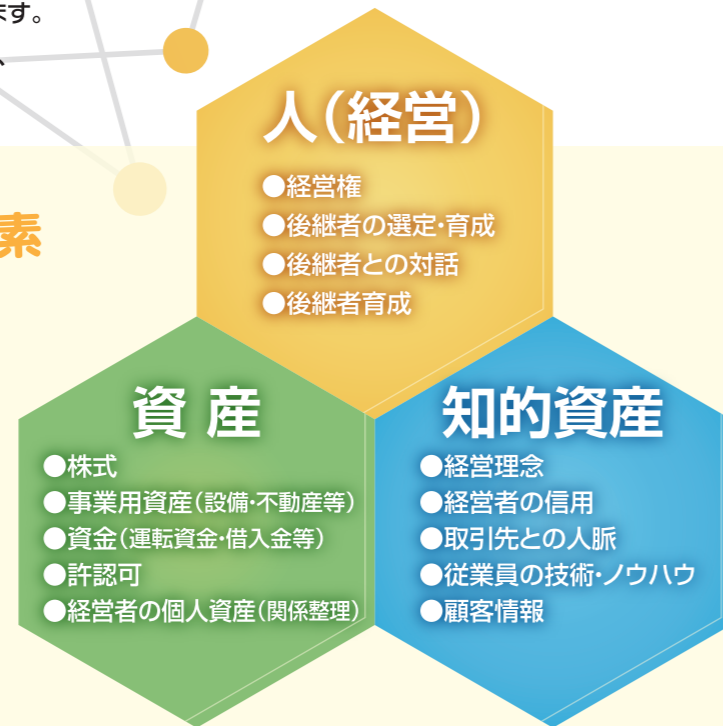 ます。
、
素
人（経営）
●経営権
●後継者の選定･育成
●後継者との対話
●後継者育成
資 産
●株式
●事業用資産（設備･不動産等）
●資金（運転資金･借入金等）
●許認可
●経営者の個人資産（関係整理）
知的資産
●経営理念
●経営者の信用
●取引先との人脈
●従業員の技術･ノウハウ
●顧客情報